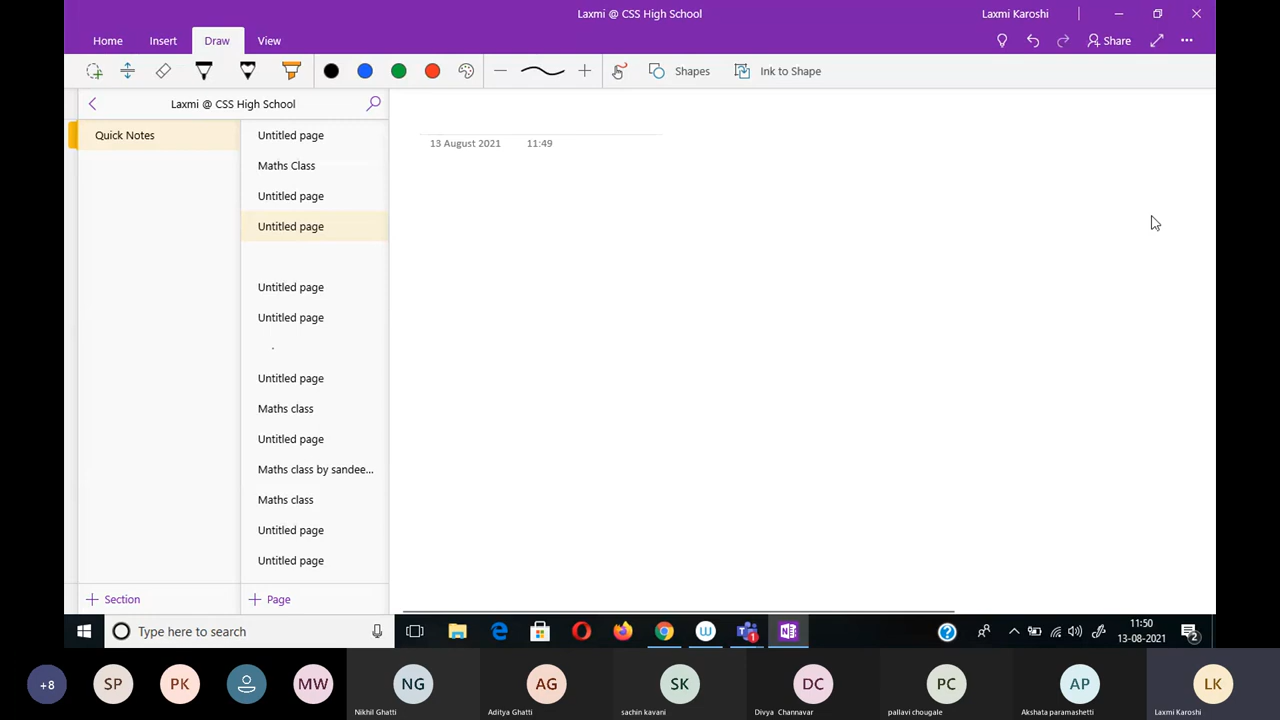 Laxmi @ CSS High School
Laxmi Karoshi
Home Insert Draw View
Share
Shapes
Ink to Shape
Laxmi @ CSS High School
Quick Notes
Untitled page
Maths Class
Untitled page
Untitled page
Untitled page
Untitled page
.
Untitled page
Maths class
Untitled page
Maths class by sandee...
Maths class
Untitled page
Untitled page
+ Section
+ Page
13 August 2021 11:49
Type here to search
11:50
13-08-2021
2
1
+8
SP
PK
MW
NG
Nikhil Ghatti
AG
Aditya Ghatti
SK
sachin kavani
DC
Divya Channavar
PC
pallavi chougale
AP
Akshata paramashetti
LK
Laxmi Karoshi